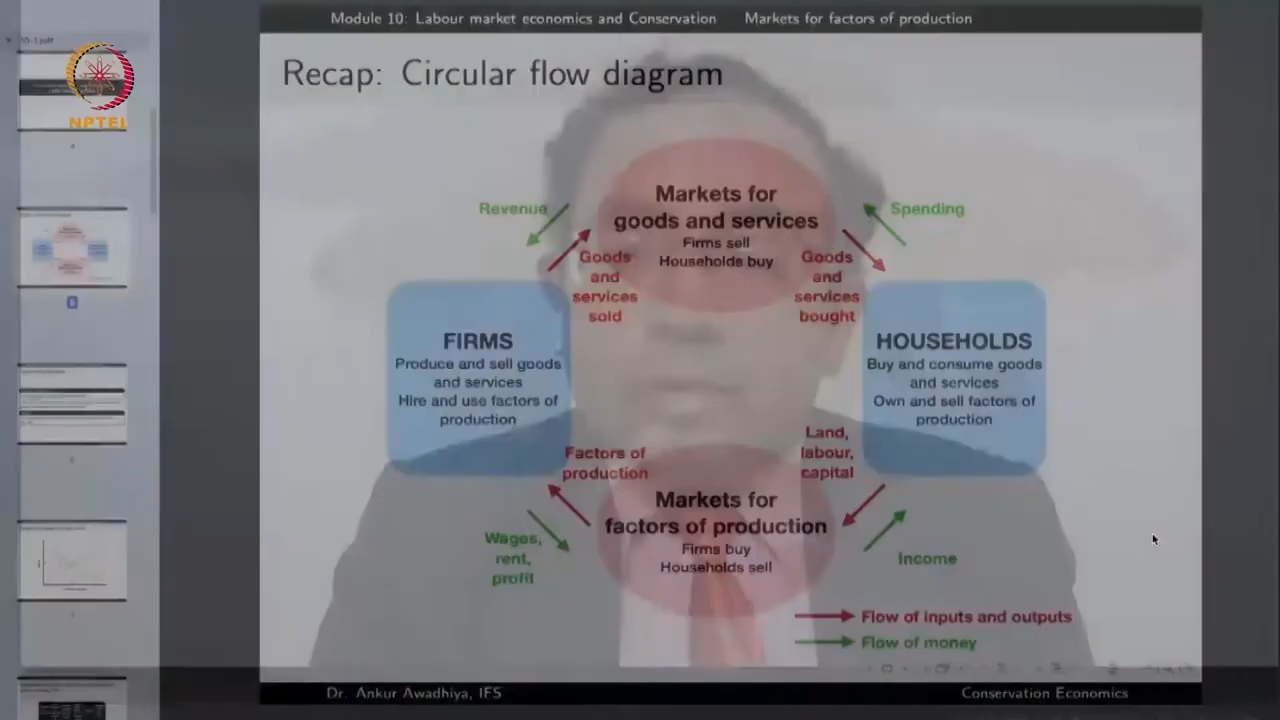 Module 10: Labour market economics and Conservation Markets for factors of production
NPTEL
Recap: Circular flow diagram
Markets for
goods and services
Firms sell
Households buy
Revenue
Spending
Goods
and
services
sold
Goods
and
services
bought
FIRMS
Produce and sell goods
and services
Hire and use factors of
production
HOUSEHOLDS
Buy and consume goods
and services
Own and sell factors of
production
Factors of
production
Land,
labour,
capital
Markets for
factors of production
Firms buy
Households sell
Wages,
rent,
profit
Income
Flow of inputs and outputs
Flow of money
Dr. Ankur Awadhiya, IFS
Conservation Economics